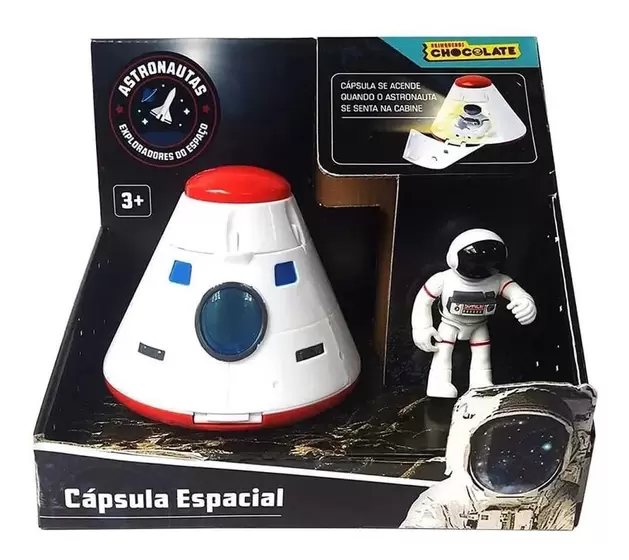 ASTRONAUTAS
EXPLORADORES DO ESPAÇO
BRINQUEDOS
CHOCOLATE
CÁPSULA SE ACENDE
QUANDO O ASTRONAUTA
SE SENTA NA CABINE
3+
Cápsula Espacial